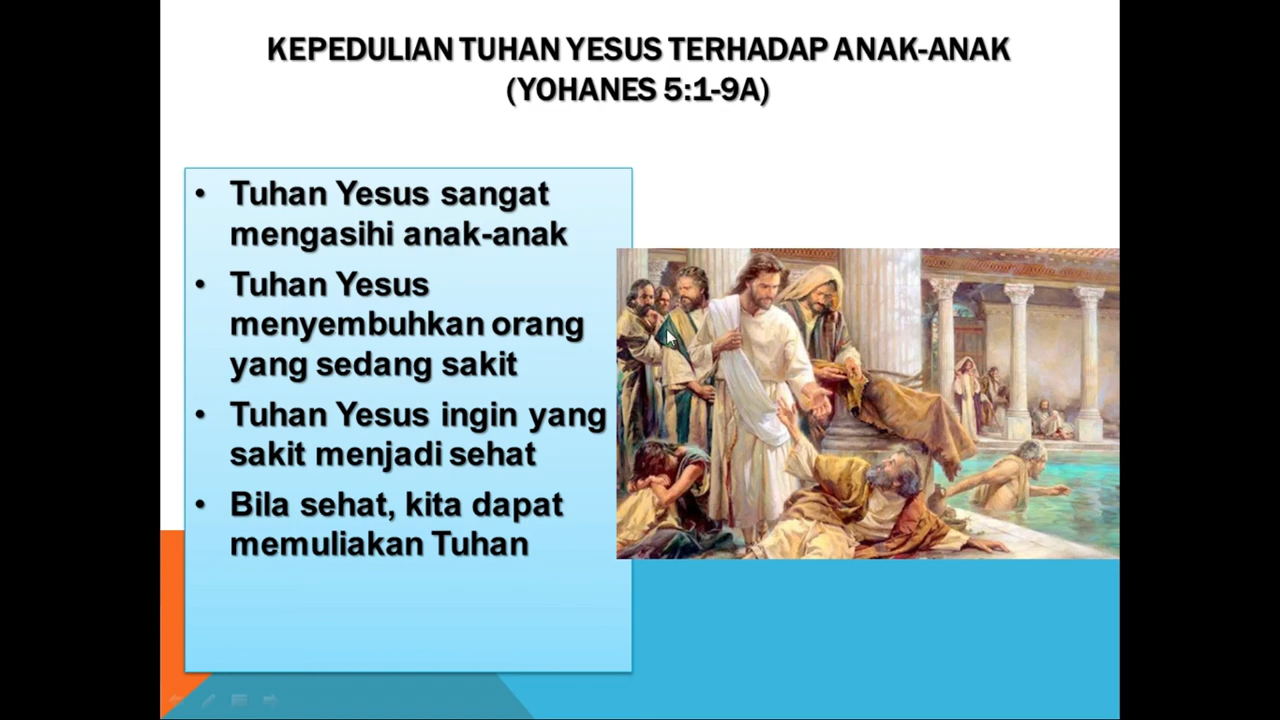 KEPEDULIAN TUHAN YESUS TERHADAP ANAK-ANAK
(YOHANES 5:1-9A)
• Tuhan Yesus sangat
mengasihi anak-anak
• Tuhan Yesus
menyembuhkan orang
yang sedang sakit
• Tuhan Yesus ingin yang
sakit menjadi sehat
• Bila sehat, kita dapat
memuliakan Tuhan